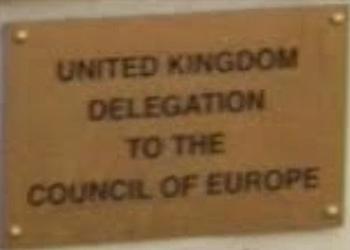 UNITED KINGDOM
DELEGATION
TO THE
COUNCIL OF EUROPE